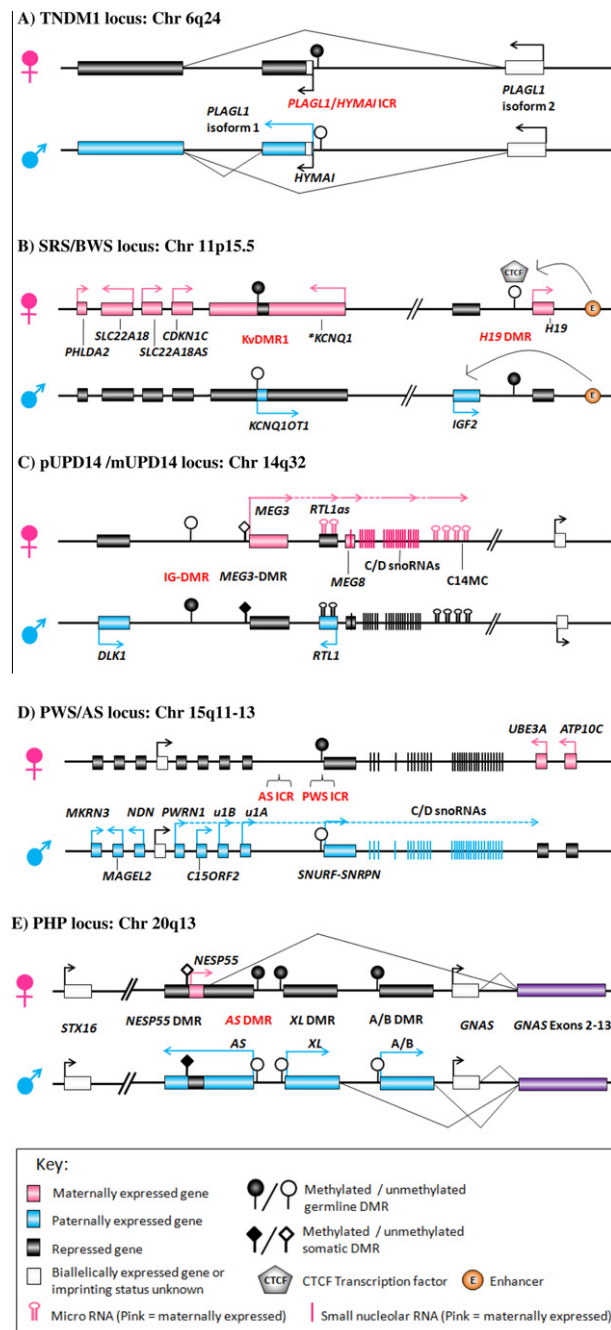 A) TNDM1 locus: Chr 6q24
PLAGL1/HYMAI ICR
PLAGL1
isoform 2
PLAGL1
isoform 1
HYMAI
B) SRS/BWS locus: Chr 11p15.5
CTCF
E
SLC22A18 CDKN1C KvDMR1 *KCNQ1 H19 DMR H19
PHLDA2 SLC22A18AS
E
KCNQ1OT1 IGF2
C) pUPD14 /mUPD14 locus: Chr 14q32
MEG3 RTL1as
IG-DMR MEG3-DMR C/D snoRNAs C14MC
MEG8
DLK1 RTL1
D) PWS/AS locus: Chr 15q11-13
UBE3A ATP10C
AS ICR PWS ICR
MKRN3 NDN PWRN1 u1B u1A C/D snoRNAs
MAGEL2 C15ORF2 SNURF-SNRPN
E) PHP locus: Chr 20q13
NESP55
STX16 NESP55 DMR AS DMR XL DMR A/B DMR GNAS GNAS Exons 2-13
AS XL A/B
Key:
Maternally expressed gene
Paternally expressed gene
Repressed gene
Biallelically expressed gene or
imprinting status unknown
Micro RNA (Pink = maternally expressed)
Methylated / unmethylated
germline DMR
Methylated / unmethylated
somatic DMR
CTCF CTCF Transcription factor E Enhancer
Small nucleolar RNA (Pink = maternally expressed)